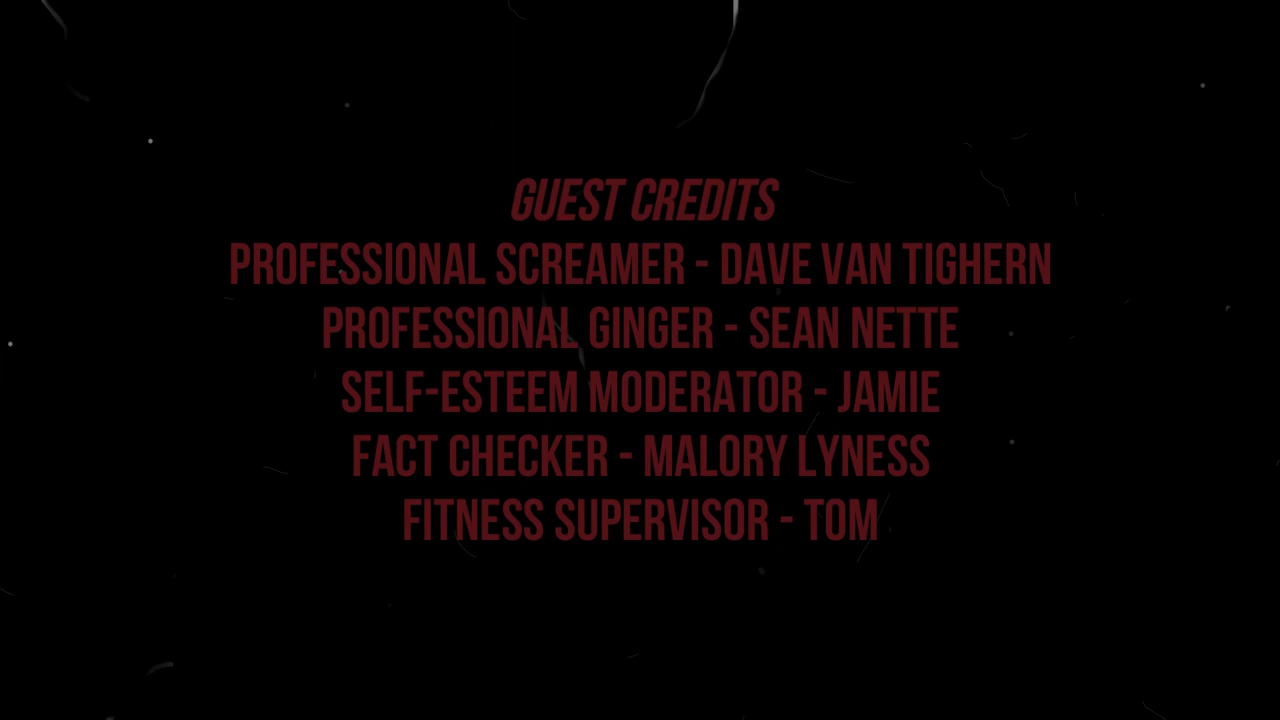 GUEST CREDITS
PROFESSIONAL SCREAMER - DAVE VAN TIGHERN
PROFESSIONAL GINGER - SEAN NETTE
SELF-ESTEEM MODERATOR - JAMIE
FACT CHECKER - MALORY LYNESS
FITNESS SUPERVISOR - TOM